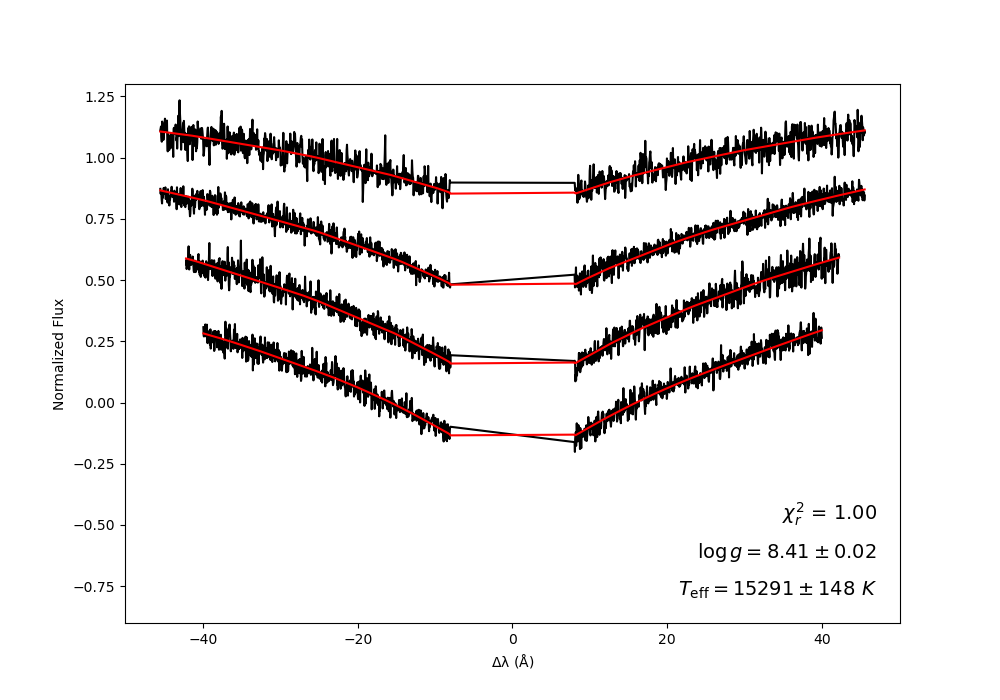 1.25
1.00
0.75
0.50
0.25
0.00
−0.25
−0.50
−0.75
Normalized Flux
χ²ᵣ = 1.00
log g = 8.41 ± 0.02
T_eff = 15291 ± 148 K
−40
−20
0
20
40
Δλ (Å)